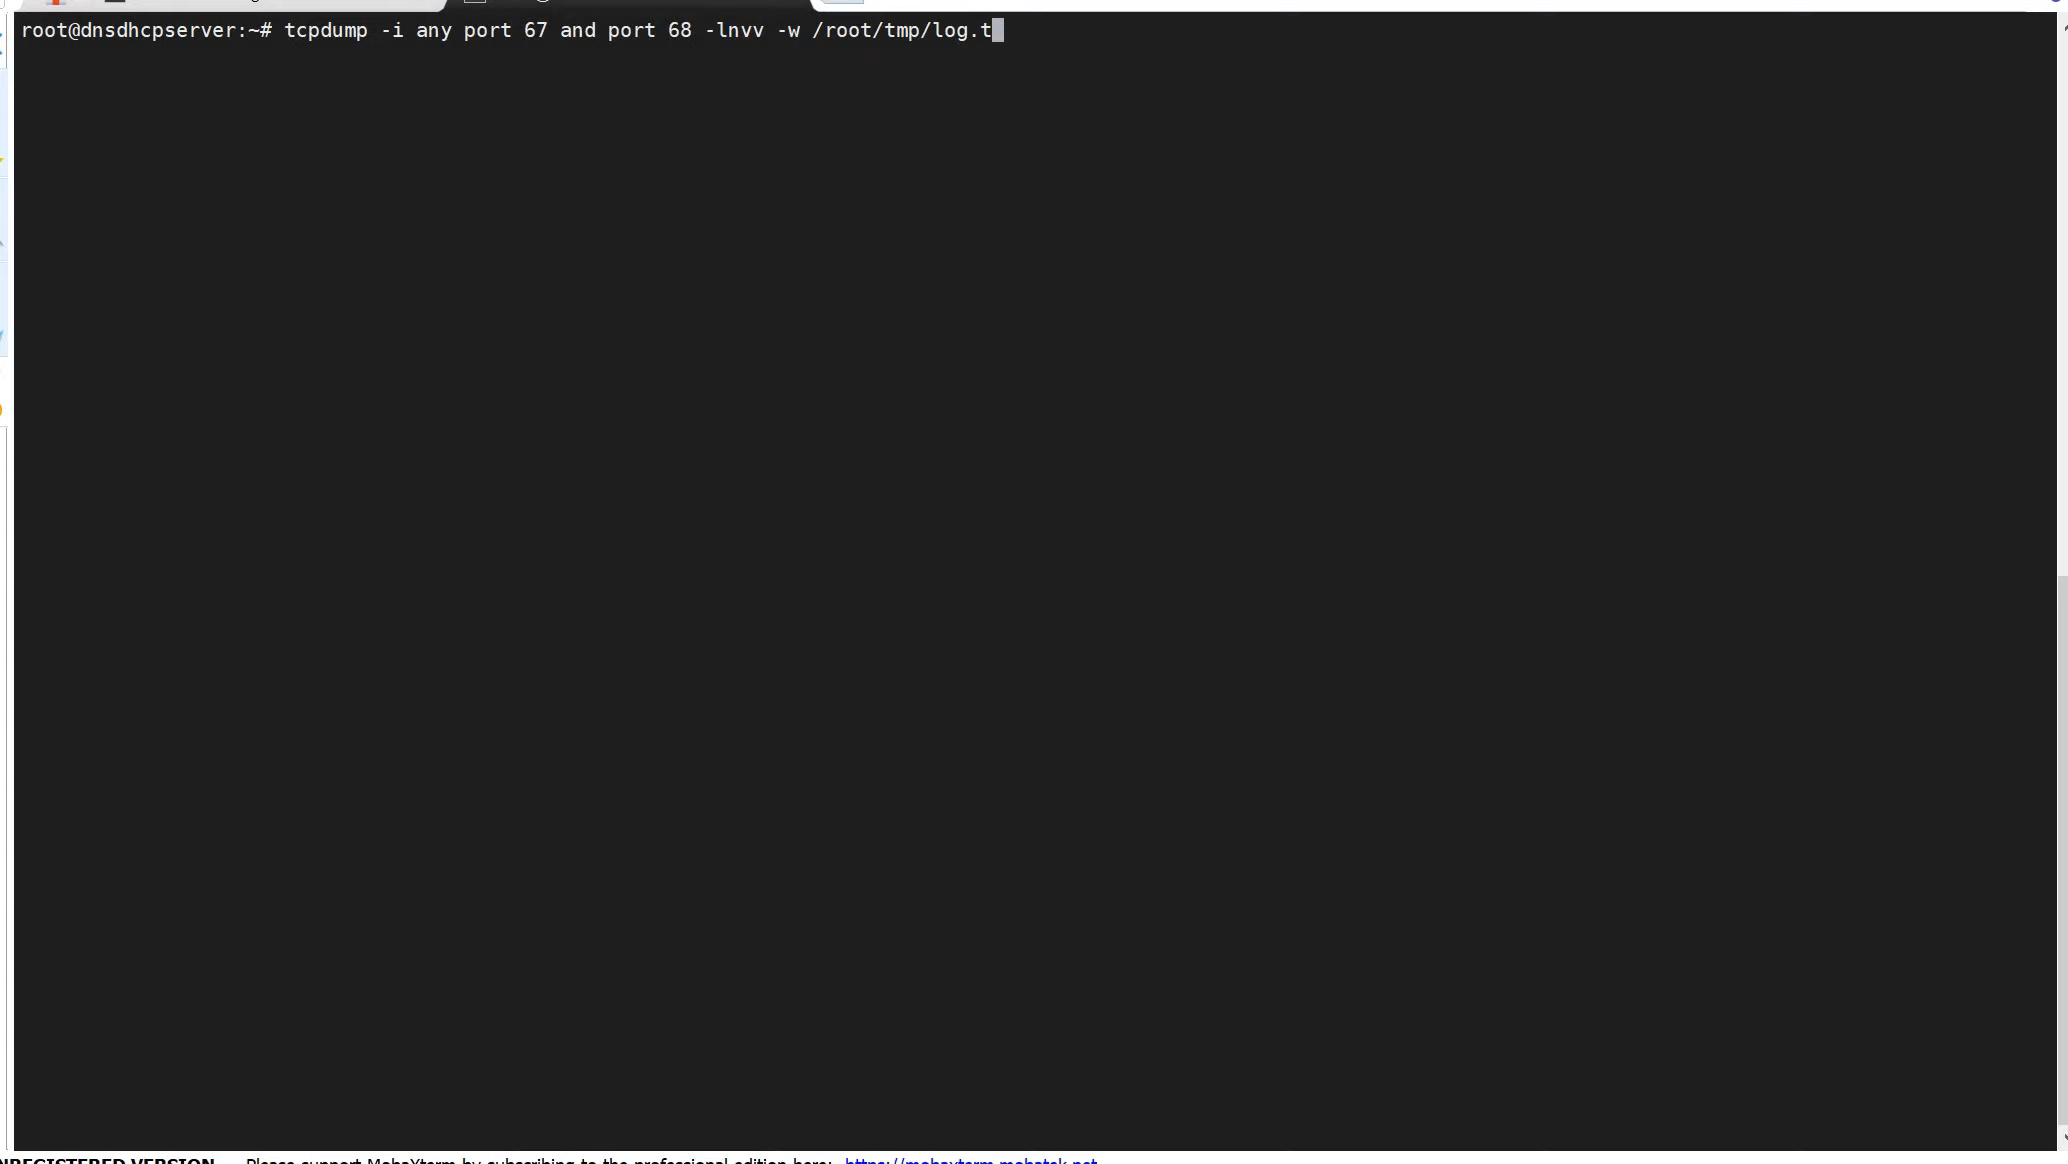 root@dnsdhcpserver:~# tcpdump -i any port 67 and port 68 -lnvv -w /root/tmp/log.t
NREGISTERED VERSION - Please support MobaXterm by subscribing to the professional edition here: https://mobaxterm.mobatek.net